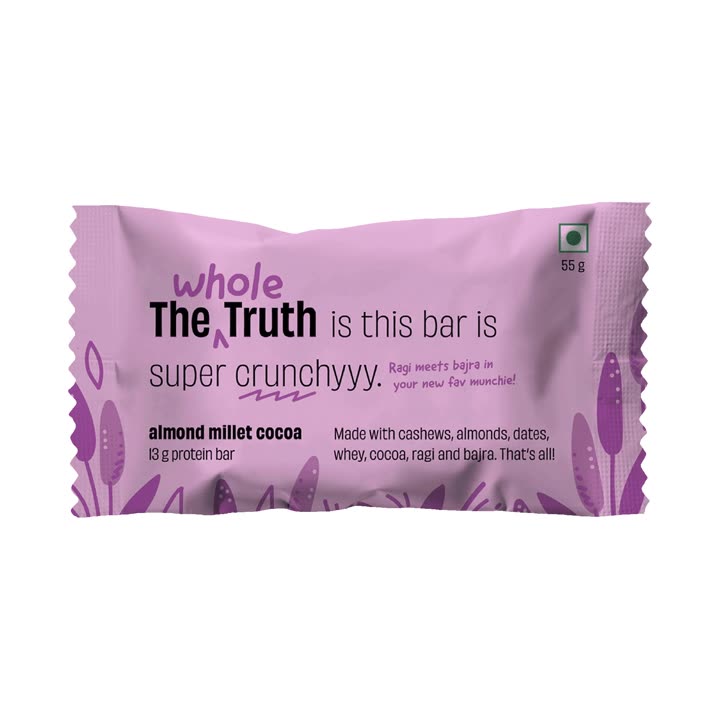 55 g
whole
The Truth is this bar is
super crunchyyy.
Ragi meets bajra in
your new fav munchie!
almond millet cocoa
13 g protein bar
Made with cashews, almonds, dates,
whey, cocoa, ragi and bajra. That's all!